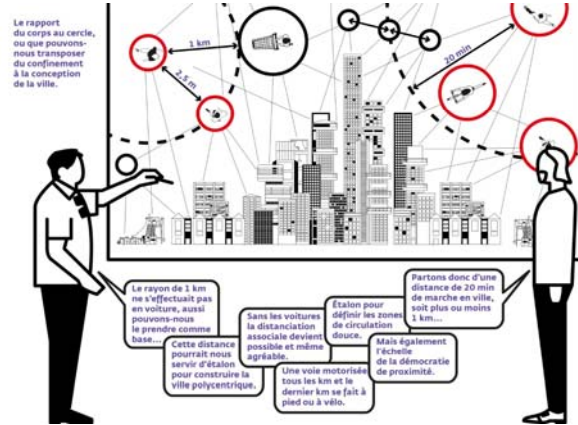 Le rapport
du corps au cercle,
ou que pouvons-
nous transposer
du confinement
à la conception
de la ville.
1 km
2,5 m
20 min
Le rayon de 1 km
ne s'effectuait pas
en voiture, aussi
pouvons-nous
le prendre comme
base...
Cette distance
pourrait nous
servir d'étalon
pour construire la
ville polycentrique.
Sans les voitures
la distanciation
associale devient
possible et même
agréable.
Une voie motorisée
tous les km et le
dernier km se fait à
pied ou à vélo.
Étalon pour
définir les zones
de circulation
douce.
Mais également
l'échelle
de la démocratie
de proximité.
Partons donc d'une
distance de 20 min
de marche en ville,
soit plus ou moins
1 km...